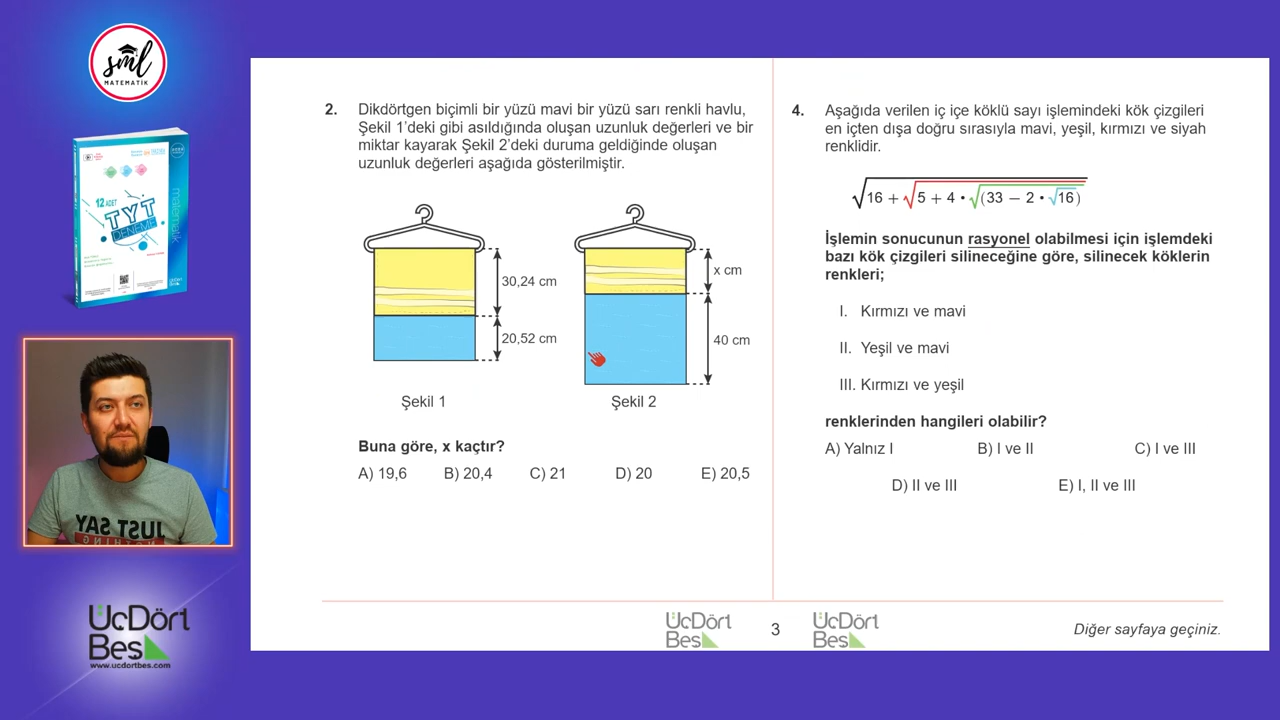 sml
MATEMATİK
12 ADET
TYT
DENEME
matematik
ÜçDört
Beş
www.ucdortbes.com
2. Dikdörtgen biçimli bir yüzü mavi bir yüzü sarı renkli havlu,
Şekil 1'deki gibi asıldığında oluşan uzunluk değerleri ve bir
miktar kayarak Şekil 2'deki duruma geldiğinde oluşan
uzunluk değerleri aşağıda gösterilmiştir.
30,24 cm
20,52 cm
x cm
40 cm
Şekil 1
Şekil 2
Buna göre, x kaçtır?
A) 19,6 B) 20,4 C) 21 D) 20 E) 20,5
4. Aşağıda verilen iç içe köklü sayı işlemindeki kök çizgileri
en içten dışa doğru sırasıyla mavi, yeşil, kırmızı ve siyah
renklidir.
√16 + √5 + 4 • √(33 − 2 • √16)
İşlemin sonucunun rasyonel olabilmesi için işlemdeki
bazı kök çizgileri silineceğine göre, silinecek köklerin
renkleri;
I. Kırmızı ve mavi
II. Yeşil ve mavi
III. Kırmızı ve yeşil
renklerinden hangileri olabilir?
A) Yalnız I B) I ve II C) I ve III
D) II ve III E) I, II ve III
ÜçDört
Beş
3
ÜçDört
Beş
Diğer sayfaya geçiniz.
JUST SAY
NOTHING